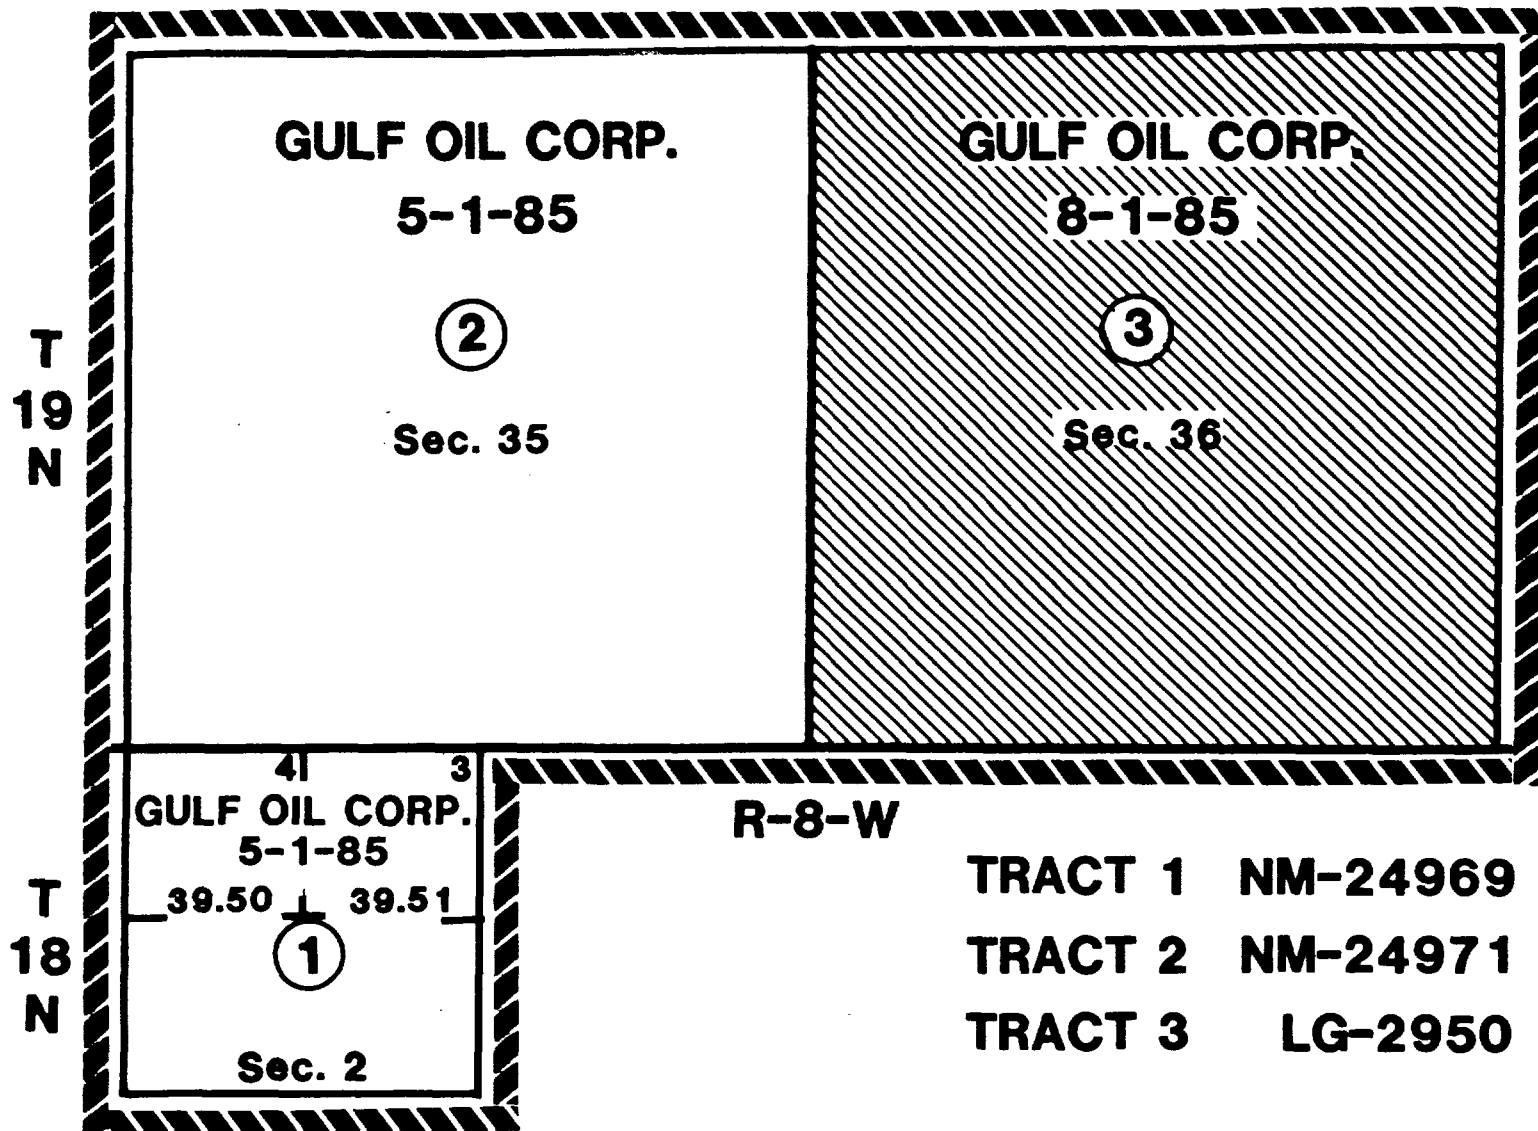 GULF OIL CORP.
5-1-85
2
Sec. 35
GULF OIL CORP.
8-1-85
3
Sec. 36
T
19
N
4
3
GULF OIL CORP.
5-1-85
39.50
39.51
1
Sec. 2
T
18
N
R-8-W
TRACT 1 NM-24969
TRACT 2 NM-24971
TRACT 3 LG-2950